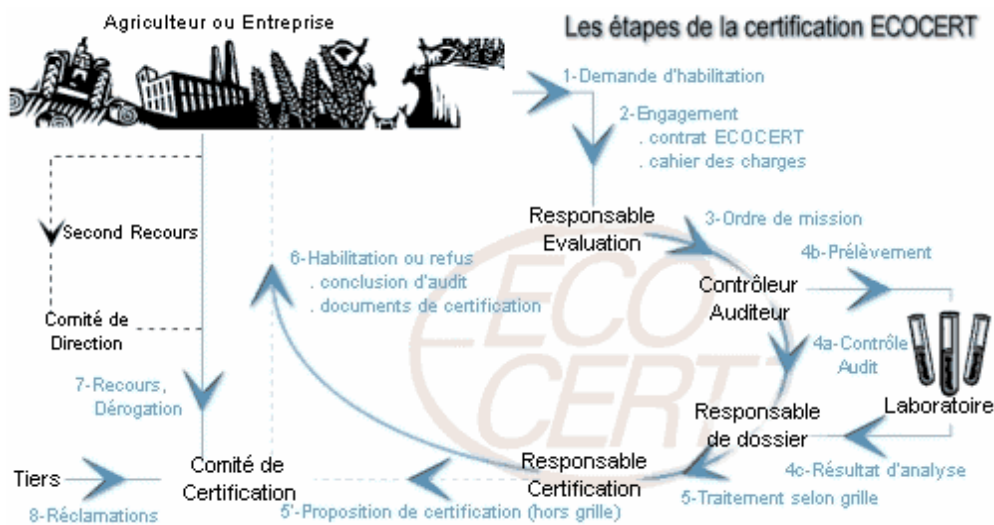 Agriculteur ou Entreprise
Les étapes de la certification ECOCERT
1-Demande d'habilitation
2-Engagement
. contrat ECOCERT
. cahier des charges
Responsable
Evaluation
3-Ordre de mission
4b-Prélèvement
Contrôleur
Auditeur
4a-Contrôle
Audit
Laboratoire
Responsable
de dossier
4c-Résultat d'analyse
5-Traitement selon grille
Responsable
Certification
5'-Proposition de certification (hors grille)
6-Habilitation ou refus
. conclusion d'audit
. documents de certification
Second Recours
Comité de
Direction
7-Recours,
Dérogation
Tiers
8-Réclamations
Comité de
Certification
ECO
CERT